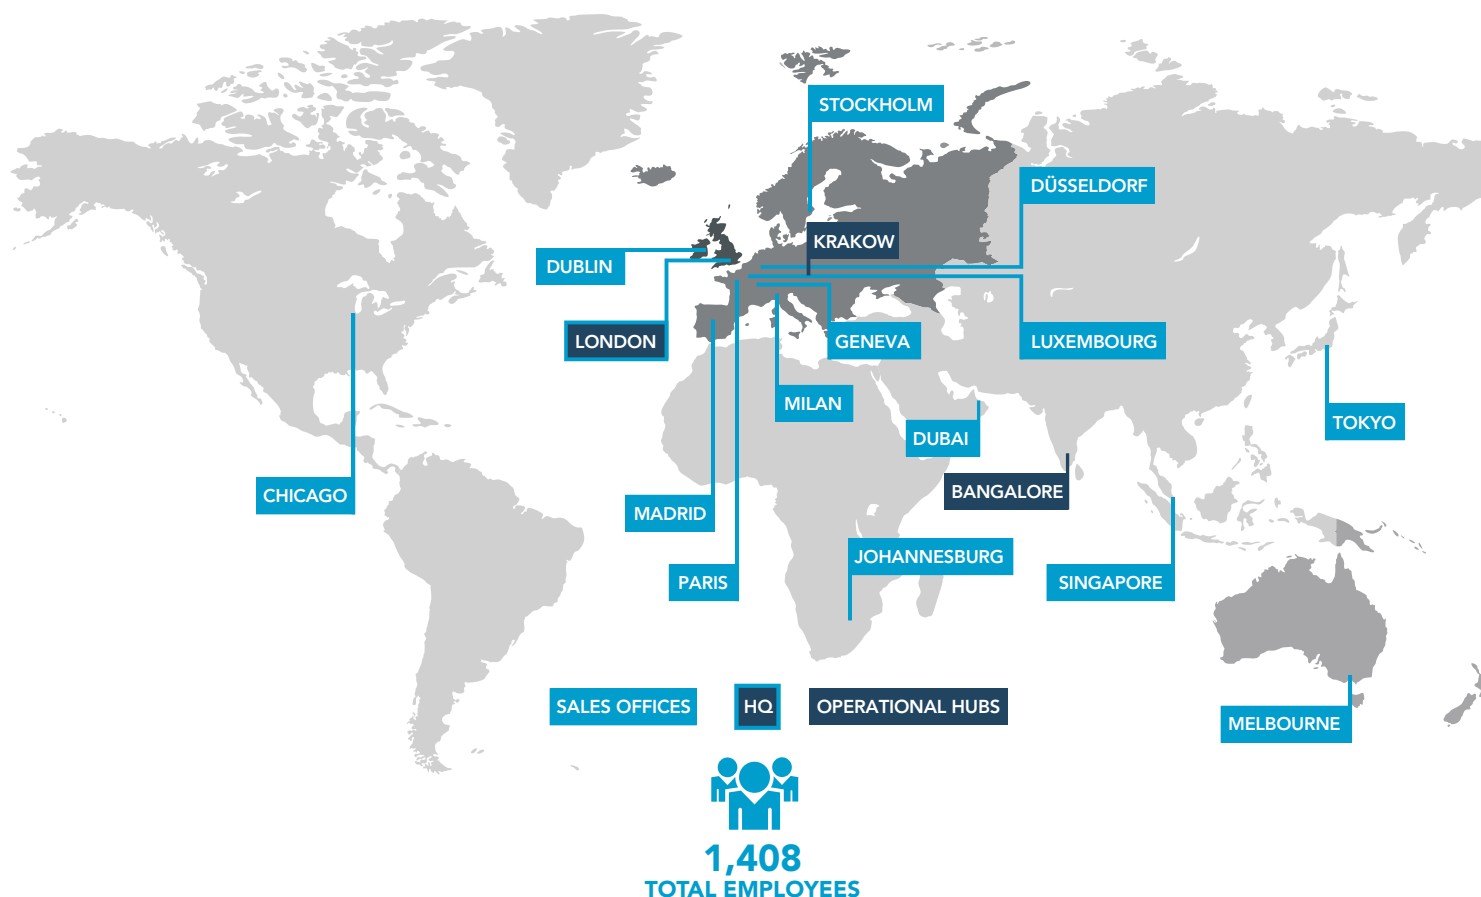 STOCKHOLM
DÜSSELDORF
KRAKOW
DUBLIN
LONDON
GENEVA
LUXEMBOURG
MILAN
TOKYO
DUBAI
BANGALORE
CHICAGO
MADRID
JOHANNESBURG
PARIS
SINGAPORE
SALES OFFICES
HQ
OPERATIONAL HUBS
MELBOURNE
1,408
TOTAL EMPLOYEES